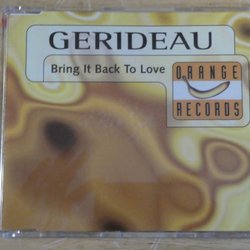 GERIDEAU
Bring It Back To Love
ORANGE
RECORDS